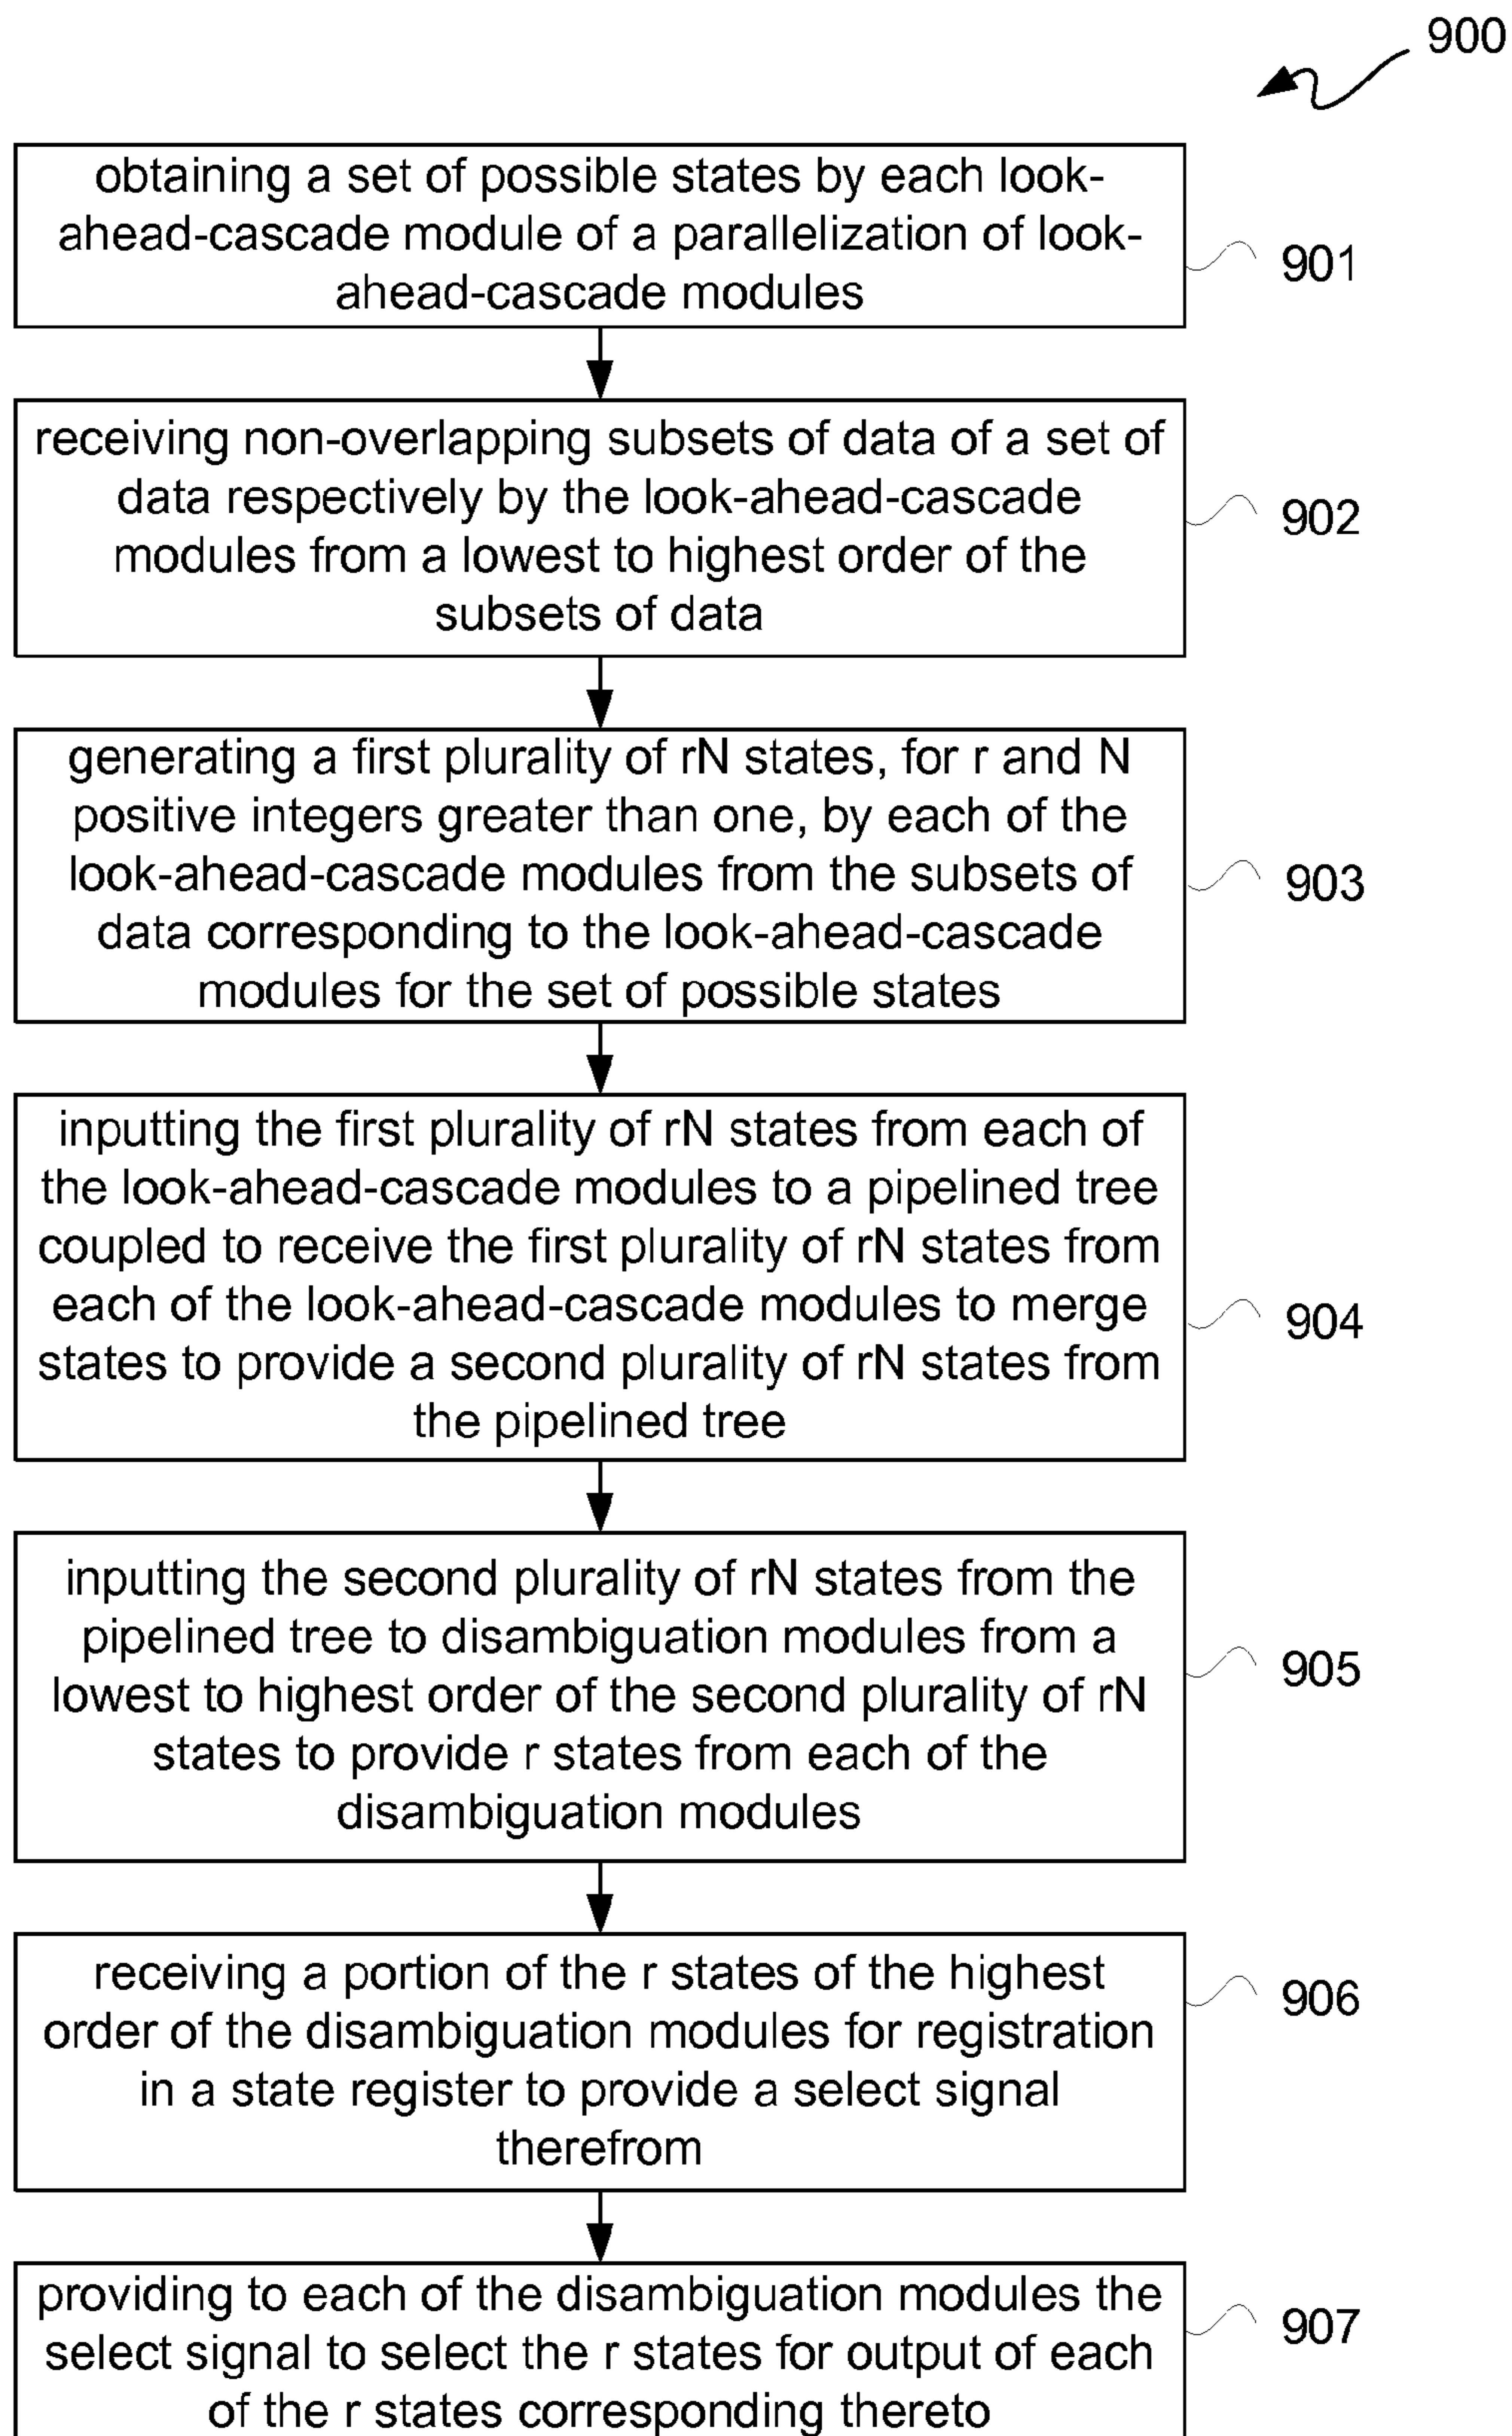 900
obtaining a set of possible states by each look-
ahead-cascade module of a parallelization of look-
ahead-cascade modules
901
receiving non-overlapping subsets of data of a set of
data respectively by the look-ahead-cascade
modules from a lowest to highest order of the
subsets of data
902
generating a first plurality of rN states, for r and N
positive integers greater than one, by each of the
look-ahead-cascade modules from the subsets of
data corresponding to the look-ahead-cascade
modules for the set of possible states
903
inputting the first plurality of rN states from each of
the look-ahead-cascade modules to a pipelined tree
coupled to receive the first plurality of rN states from
each of the look-ahead-cascade modules to merge
states to provide a second plurality of rN states from
the pipelined tree
904
inputting the second plurality of rN states from the
pipelined tree to disambiguation modules from a
lowest to highest order of the second plurality of rN
states to provide r states from each of the
disambiguation modules
905
receiving a portion of the r states of the highest
order of the disambiguation modules for registration
in a state register to provide a select signal
therefrom
906
providing to each of the disambiguation modules the
select signal to select the r states for output of each
of the r states corresponding thereto
907